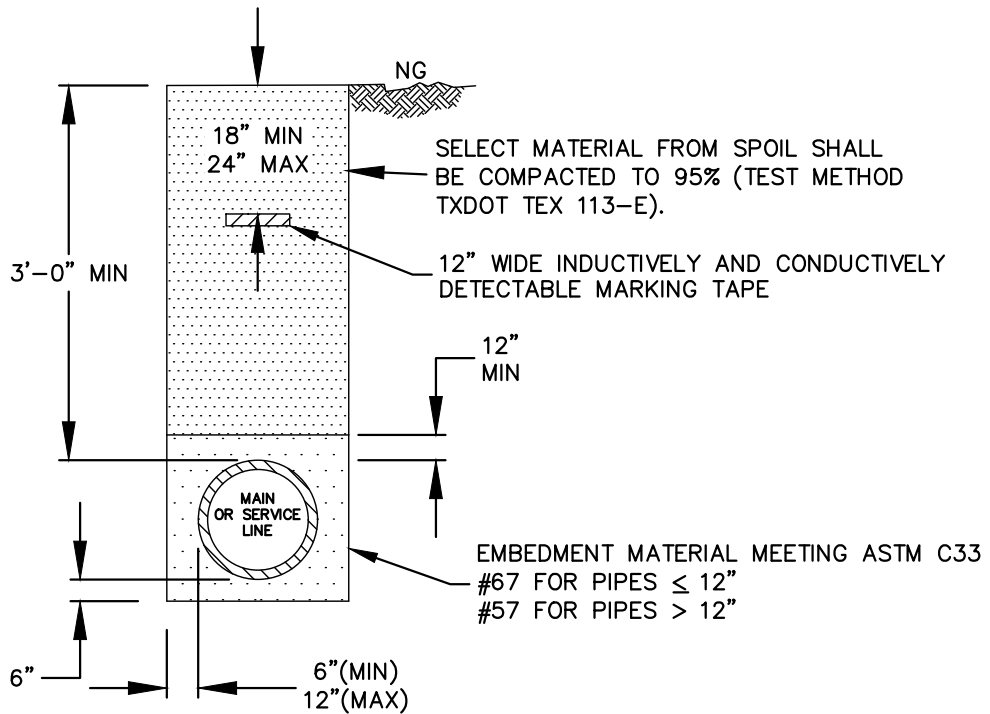 NG
18" MIN
24" MAX
SELECT MATERIAL FROM SPOIL SHALL
BE COMPACTED TO 95% (TEST METHOD
TXDOT TEX 113-E).
3'-0" MIN
12" WIDE INDUCTIVELY AND CONDUCTIVELY
DETECTABLE MARKING TAPE
12"
MIN
MAIN
OR SERVICE
LINE
EMBEDMENT MATERIAL MEETING ASTM C33
#67 FOR PIPES ≤ 12"
#57 FOR PIPES > 12"
6"
6"(MIN)
12"(MAX)